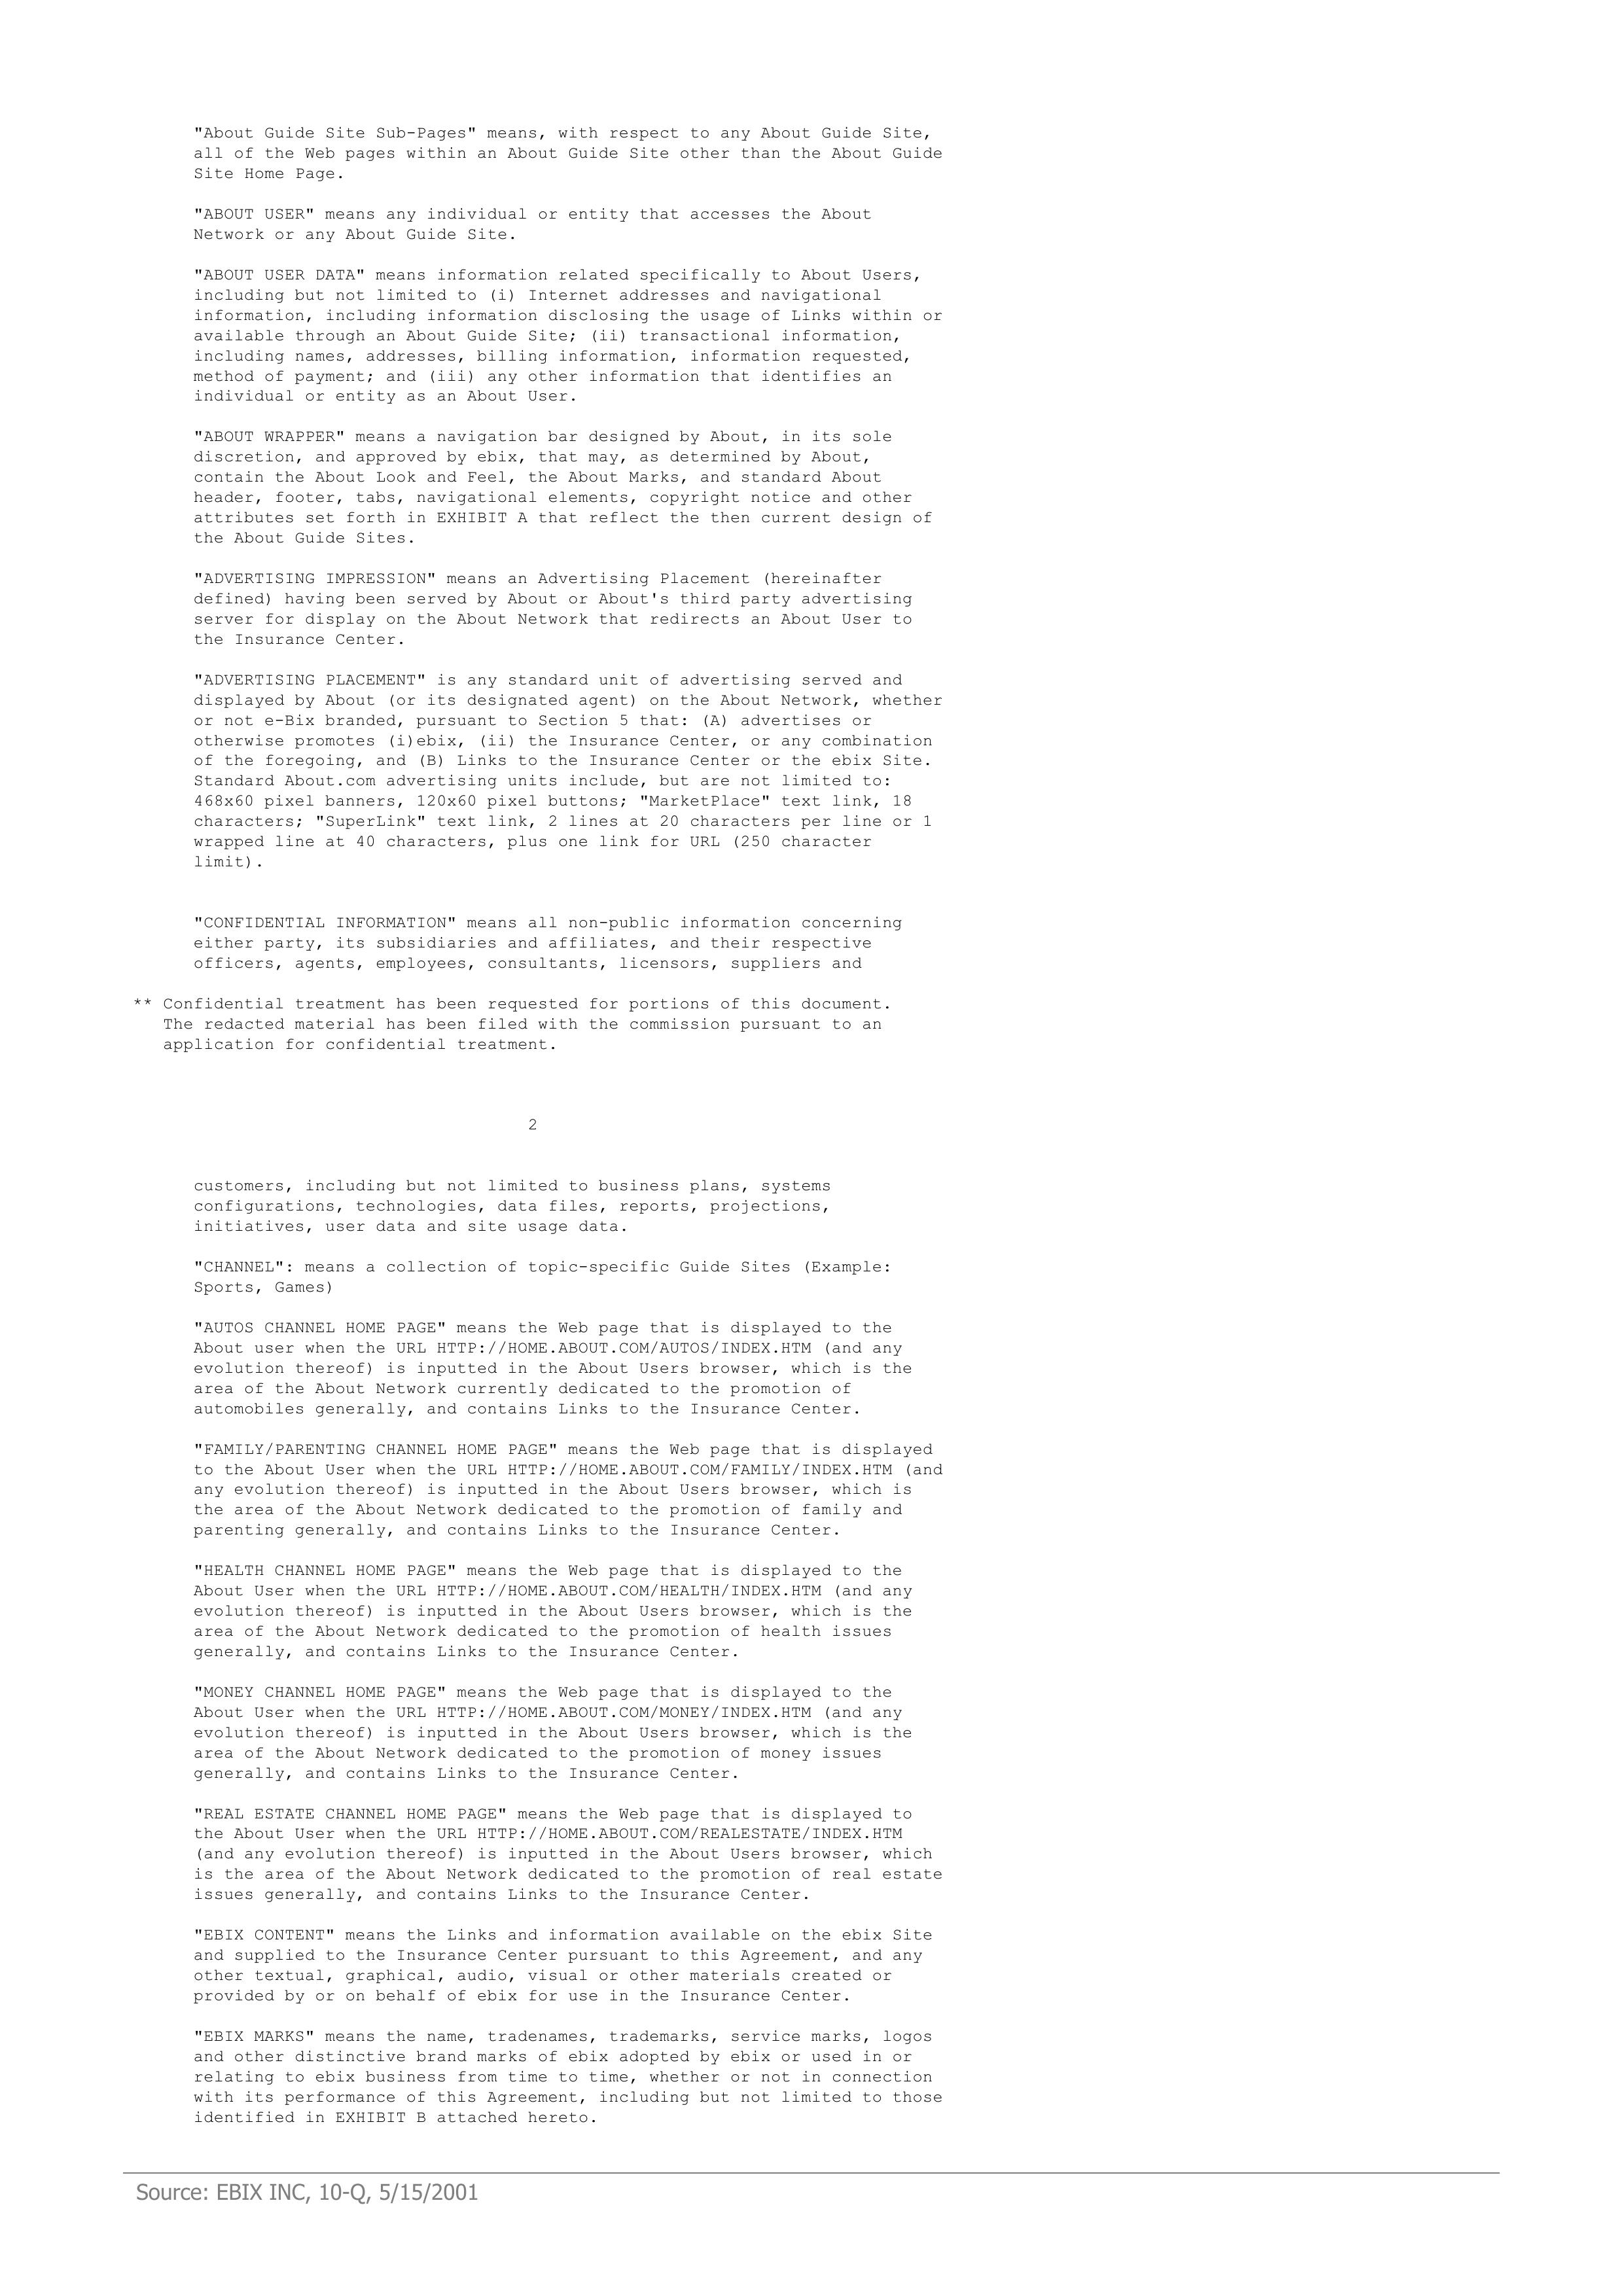 "About Guide Site Sub-Pages" means, with respect to any About Guide Site,
all of the Web pages within an About Guide Site other than the About Guide
Site Home Page.
"ABOUT USER" means any individual or entity that accesses the About
Network or any About Guide Site.
"ABOUT USER DATA" means information related specifically to About Users,
including but not limited to (i) Internet addresses and navigational
information, including information disclosing the usage of Links within or
available through an About Guide Site; (ii) transactional information,
including names, addresses, billing information, information requested,
method of payment; and (iii) any other information that identifies an
individual or entity as an About User.
"ABOUT WRAPPER" means a navigation bar designed by About, in its sole
discretion, and approved by ebix, that may, as determined by About,
contain the About Look and Feel, the About Marks, and standard About
header, footer, tabs, navigational elements, copyright notice and other
attributes set forth in EXHIBIT A that reflect the then current design of
the About Guide Sites.
"ADVERTISING IMPRESSION" means an Advertising Placement (hereinafter
defined) having been served by About or About's third party advertising
server for display on the About Network that redirects an About User to
the Insurance Center.
"ADVERTISING PLACEMENT" is any standard unit of advertising served and
displayed by About (or its designated agent) on the About Network, whether
or not e-Bix branded, pursuant to Section 5 that: (A) advertises or
otherwise promotes (i)ebix, (ii) the Insurance Center, or any combination
of the foregoing, and (B) Links to the Insurance Center or the ebix Site.
Standard About.com advertising units include, but are not limited to:
468x60 pixel banners, 120x60 pixel buttons; "MarketPlace" text link, 18
characters; "SuperLink" text link, 2 lines at 20 characters per line or 1
wrapped line at 40 characters, plus one link for URL (250 character
limit).
"CONFIDENTIAL INFORMATION" means all non-public information concerning
either party, its subsidiaries and affiliates, and their respective
officers, agents, employees, consultants, licensors, suppliers and
** Confidential treatment has been requested for portions of this document.
The redacted material has been filed with the commission pursuant to an
application for confidential treatment.
2
customers, including but not limited to business plans, systems
configurations, technologies, data files, reports, projections,
initiatives, user data and site usage data.
"CHANNEL": means a collection of topic-specific Guide Sites (Example:
Sports, Games)
"AUTOS CHANNEL HOME PAGE" means the Web page that is displayed to the
About user when the URL HTTP://HOME.ABOUT.COM/AUTOS/INDEX.HTM (and any
evolution thereof) is inputted in the About Users browser, which is the
area of the About Network currently dedicated to the promotion of
automobiles generally, and contains Links to the Insurance Center.
"FAMILY/PARENTING CHANNEL HOME PAGE" means the Web page that is displayed
to the About User when the URL HTTP://HOME.ABOUT.COM/FAMILY/INDEX.HTM (and
any evolution thereof) is inputted in the About Users browser, which is
the area of the About Network dedicated to the promotion of family and
parenting generally, and contains Links to the Insurance Center.
"HEALTH CHANNEL HOME PAGE" means the Web page that is displayed to the
About User when the URL HTTP://HOME.ABOUT.COM/HEALTH/INDEX.HTM (and any
evolution thereof) is inputted in the About Users browser, which is the
area of the About Network dedicated to the promotion of health issues
generally, and contains Links to the Insurance Center.
"MONEY CHANNEL HOME PAGE" means the Web page that is displayed to the
About User when the URL HTTP://HOME.ABOUT.COM/MONEY/INDEX.HTM (and any
evolution thereof) is inputted in the About Users browser, which is the
area of the About Network dedicated to the promotion of money issues
generally, and contains Links to the Insurance Center.
"REAL ESTATE CHANNEL HOME PAGE" means the Web page that is displayed to
the About User when the URL HTTP://HOME.ABOUT.COM/REALESTATE/INDEX.HTM
(and any evolution thereof) is inputted in the About Users browser, which
is the area of the About Network dedicated to the promotion of real estate
issues generally, and contains Links to the Insurance Center.
"EBIX CONTENT" means the Links and information available on the ebix Site
and supplied to the Insurance Center pursuant to this Agreement, and any
other textual, graphical, audio, visual or other materials created or
provided by or on behalf of ebix for use in the Insurance Center.
"EBIX MARKS" means the name, tradenames, trademarks, service marks, logos
and other distinctive brand marks of ebix adopted by ebix or used in or
relating to ebix business from time to time, whether or not in connection
with its performance of this Agreement, including but not limited to those
identified in EXHIBIT B attached hereto.
Source: EBIX INC, 10-Q, 5/15/2001